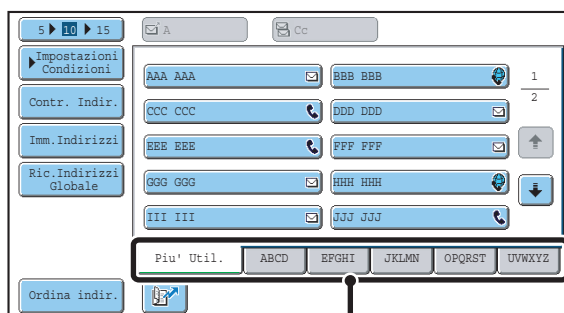 5 10 15
A
Cc
Impostazioni
Condizioni
Contr. Indir.
Imm.Indirizzi
Ric.Indirizzi
Globale
Ordina indir.
AAA AAA
BBB BBB
CCC CCC
DDD DDD
EEE EEE
FFF FFF
GGG GGG
HHH HHH
III III
JJJ JJJ
1
2
Piu' Util.
ABCD
EFGHI
JKLMN
OPQRST
UVWXYZ